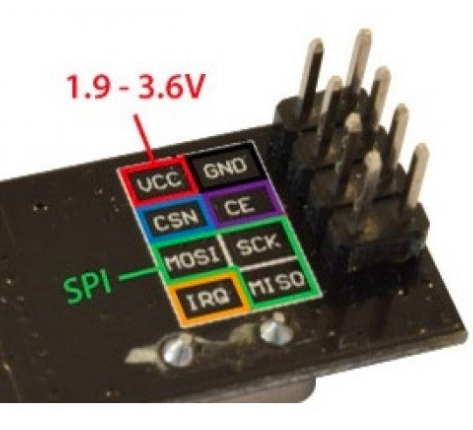 1.9 - 3.6V
VCC GND
CSN CE
MOSI SCK
SPI
IRQ MISO